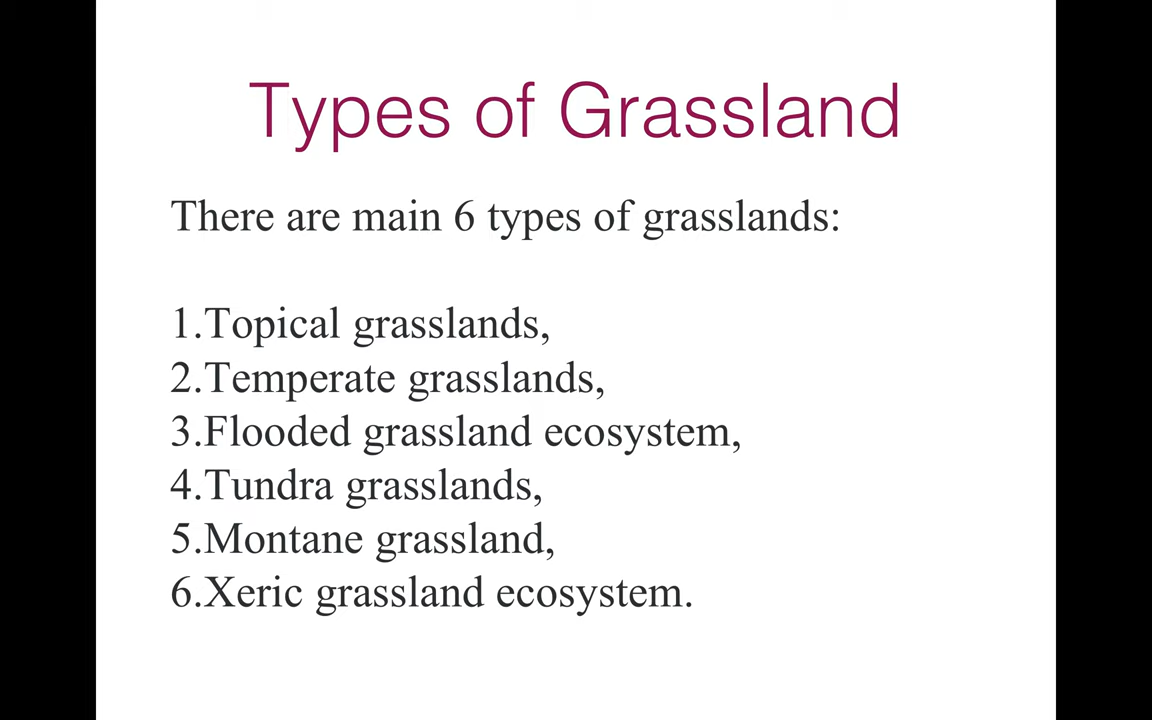 Types of Grassland
There are main 6 types of grasslands:
1.Topical grasslands,
2.Temperate grasslands,
3.Flooded grassland ecosystem,
4.Tundra grasslands,
5.Montane grassland,
6.Xeric grassland ecosystem.